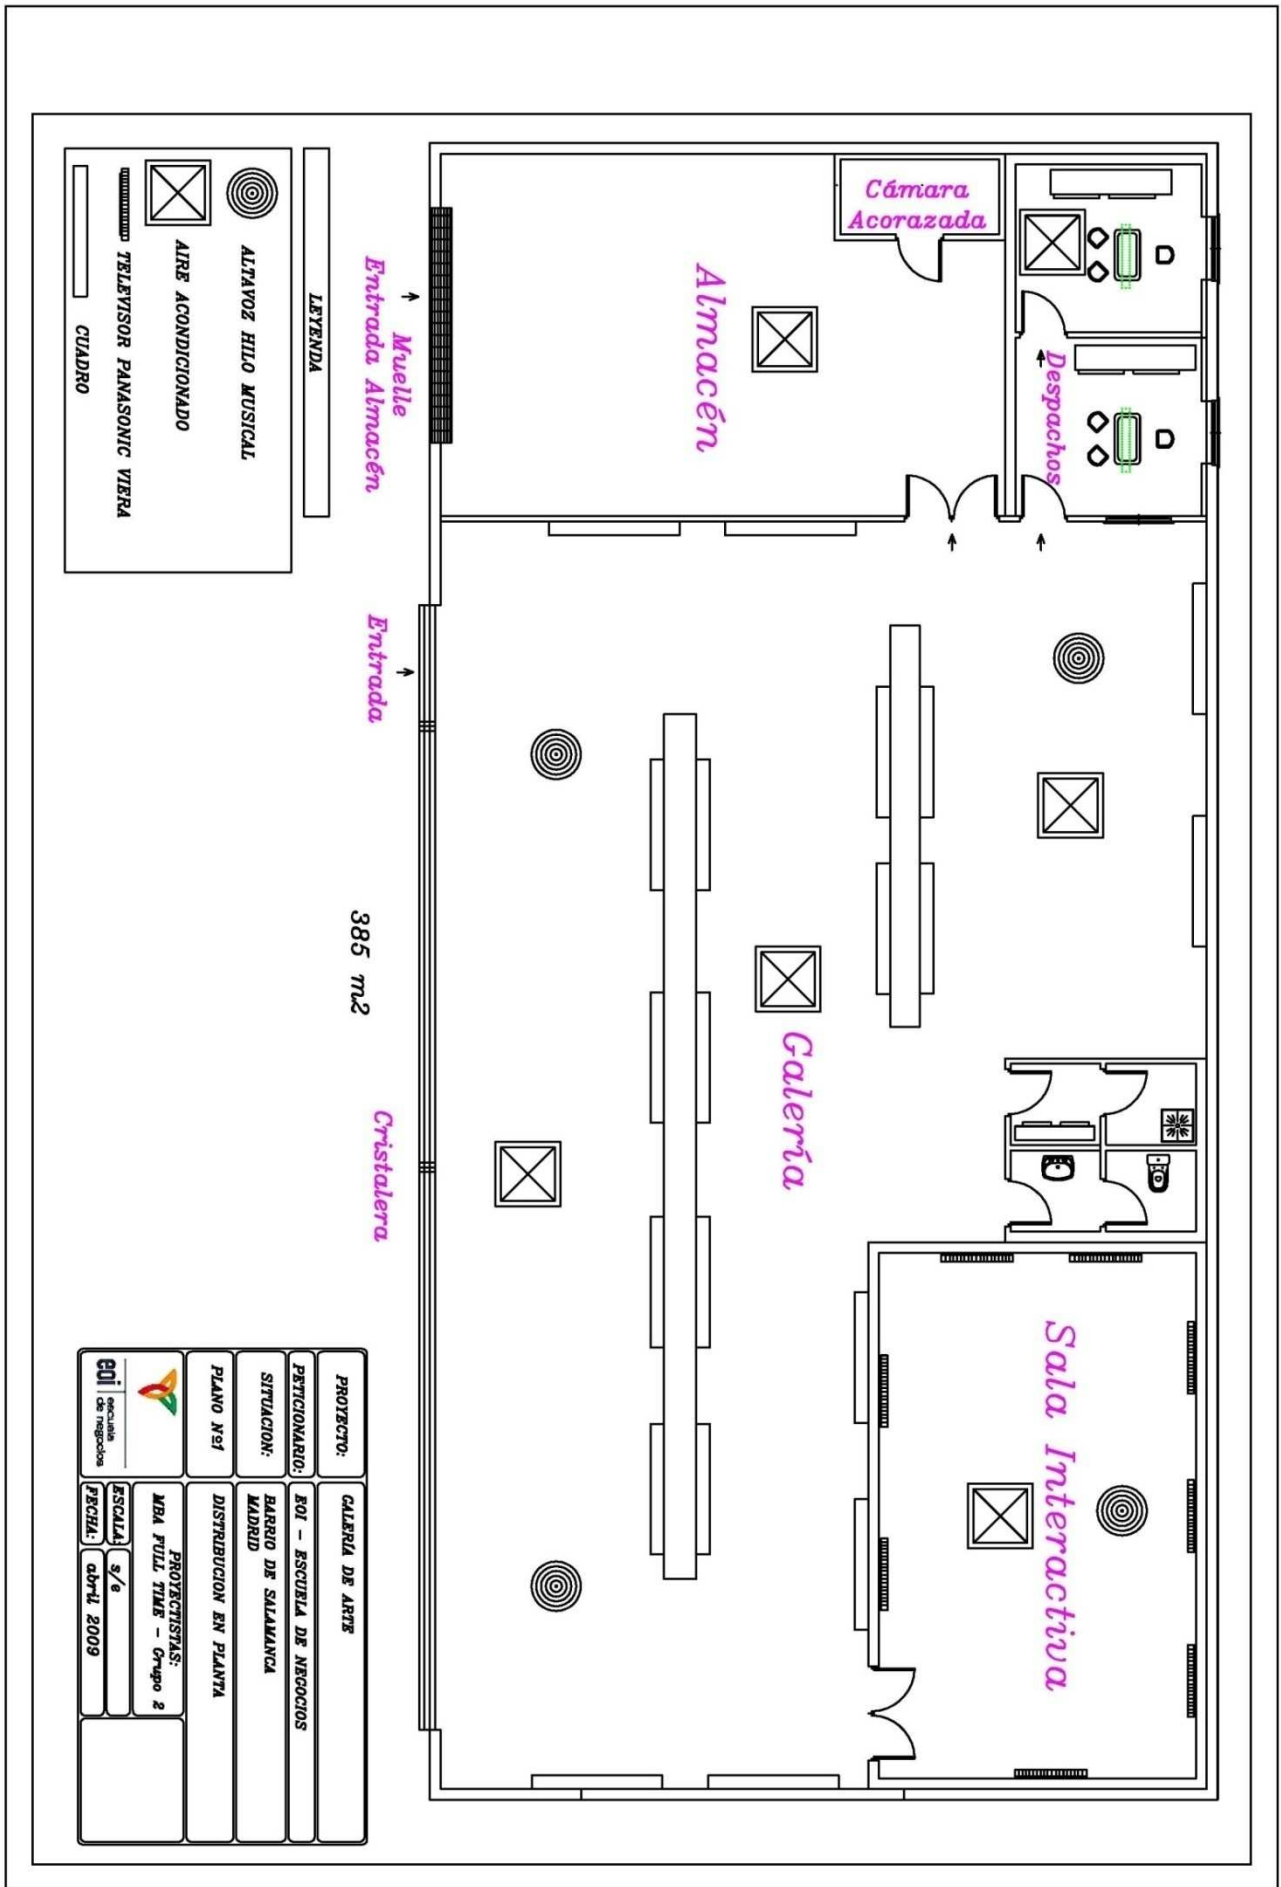 Cámara
Acorazada
Despachos
Almacén
Muelle
Entrada Almacén
Entrada
Galería
Sala Interactiva
Cristalera
385 m2
LEYENDA
ALTAVOZ HILO MUSICAL
AIRE ACONDICIONADO
TELEVISOR PANASONIC VIERA
CUADRO
PROYECTO:
GALERÍA DE ARTE
PETICIONARIO:
EOI - ESCUELA DE NEGOCIOS
SITUACION:
BARRIO DE SALAMANCA
MADRID
PLANO Nº1
DISTRIBUCION EN PLANTA
eoi
escuela
de negocios
PROYECTISTAS:
MBA FULL TIME - Grupo 2
ESCALA:
s/e
FECHA:
abril 2009